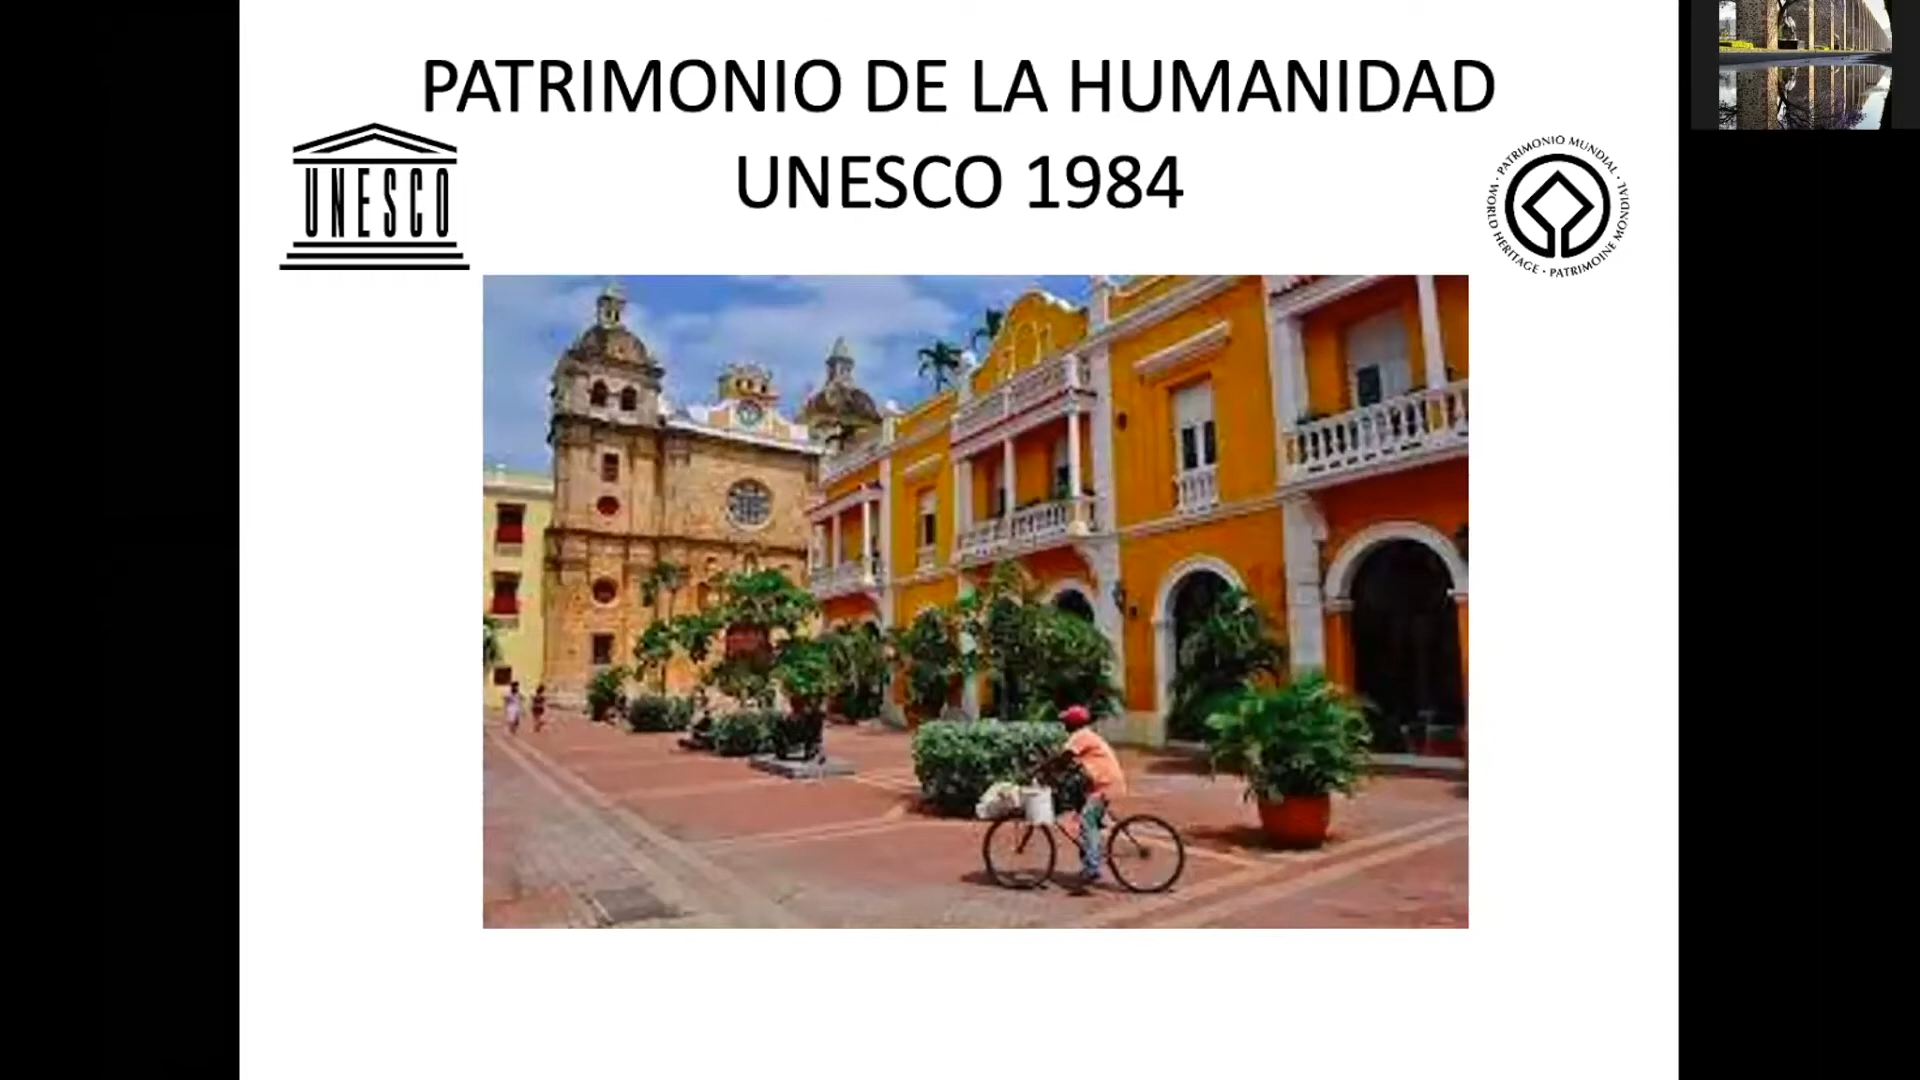 PATRIMONIO DE LA HUMANIDAD
UNESCO 1984
UNESCO
PATRIMONIO MUNDIAL · WORLD HERITAGE · PATRIMOINE MONDIAL ·